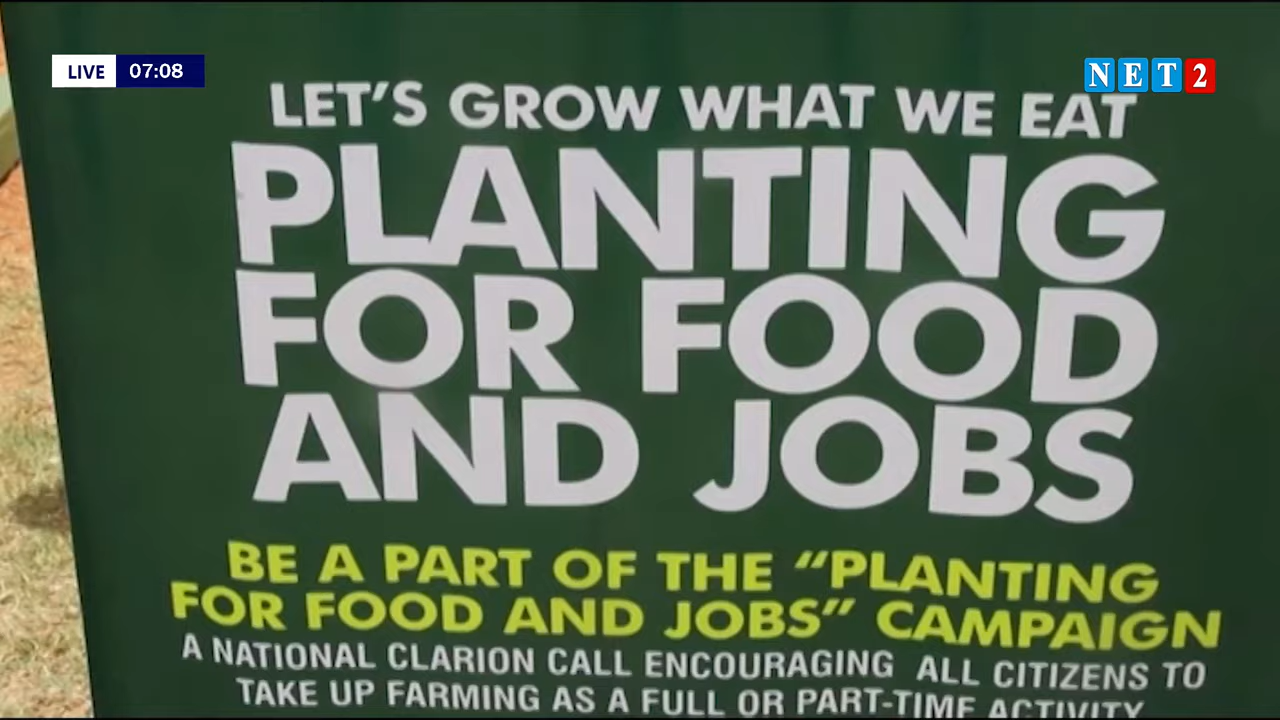 LIVE 07:08
NET2
LET'S GROW WHAT WE EAT
PLANTING
FOR FOOD
AND JOBS
BE A PART OF THE “PLANTING
FOR FOOD AND JOBS” CAMPAIGN
A NATIONAL CLARION CALL ENCOURAGING ALL CITIZENS TO
TAKE UP FARMING AS A FULL OR PART-TIME ACTIVITY